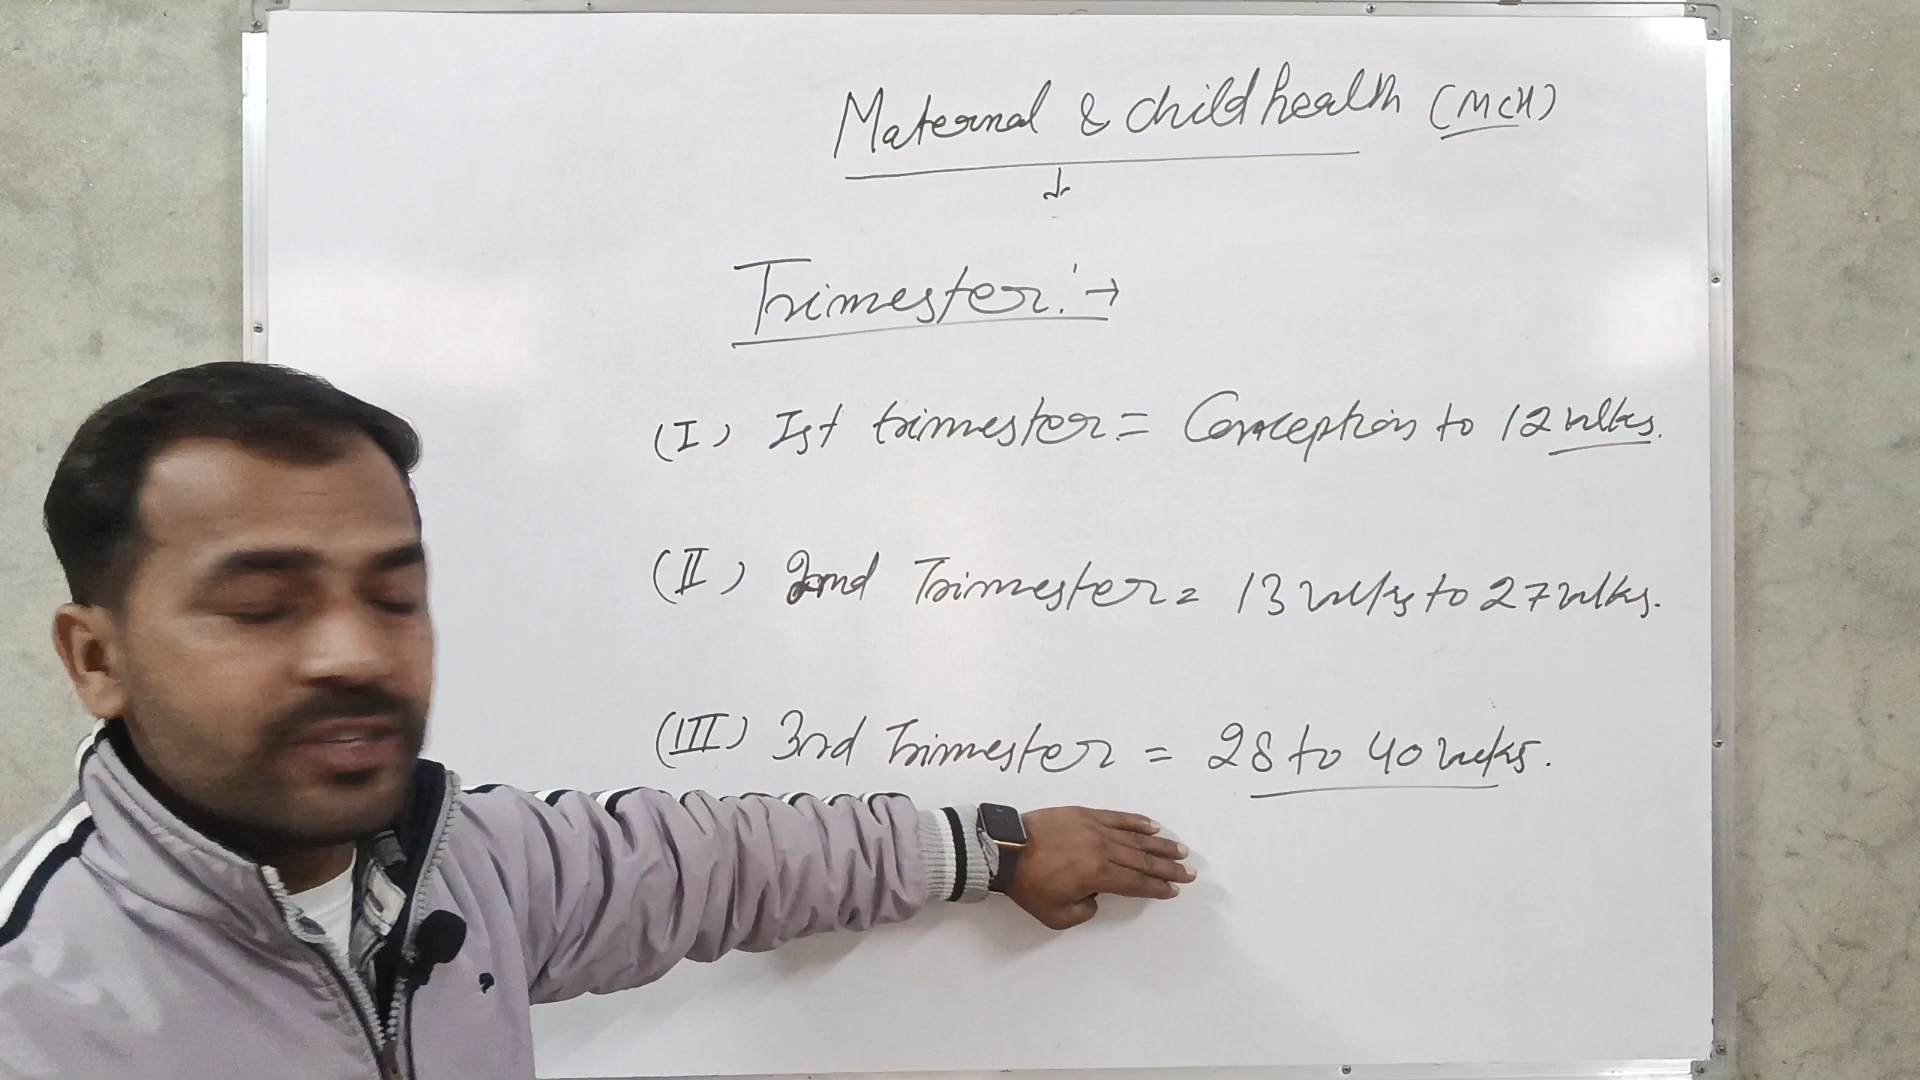 Maternal & child health (MCH)
Trimester :→
(I) Ist trimester = Conception to 12 wks.
(II) 2nd Trimester = 13 wks to 27 wks.
(III) 3rd Trimester = 28 to 40 weks.